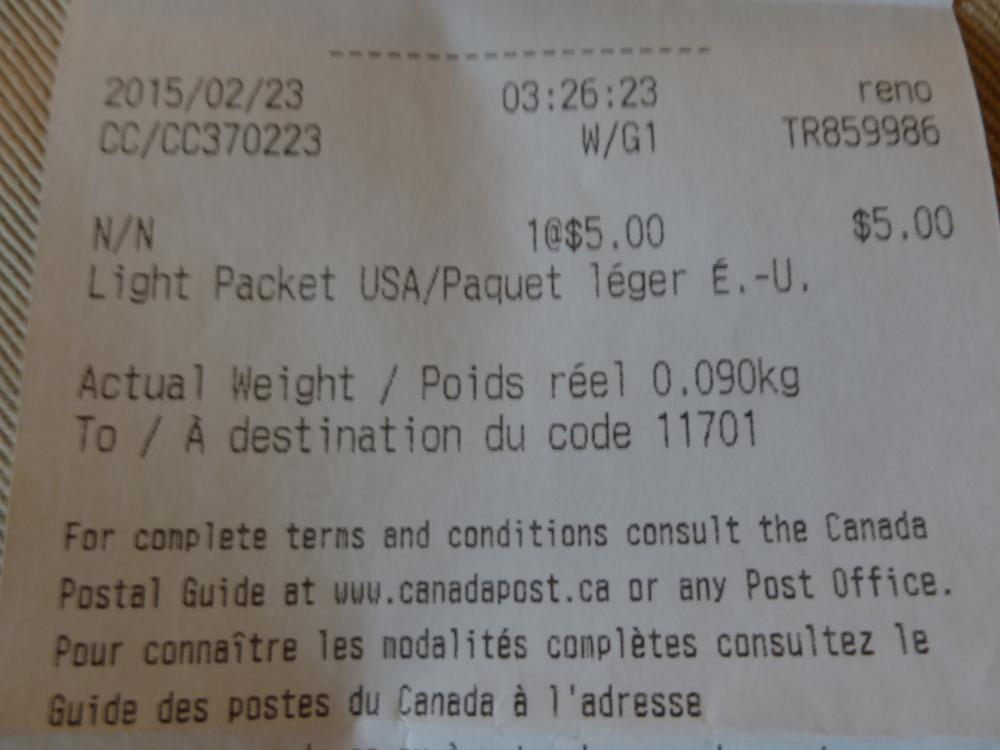 2015/02/23 03:26:23 reno
CC/CC370223 W/G1 TR859986
N/N 1@$5.00 $5.00
Light Packet USA/Paquet léger É.-U.
Actual Weight / Poids réel 0.090kg
To / À destination du code 11701
For complete terms and conditions consult the Canada
Postal Guide at www.canadapost.ca or any Post Office.
Pour connaître les modalités complètes consultez le
Guide des postes du Canada à l'adresse